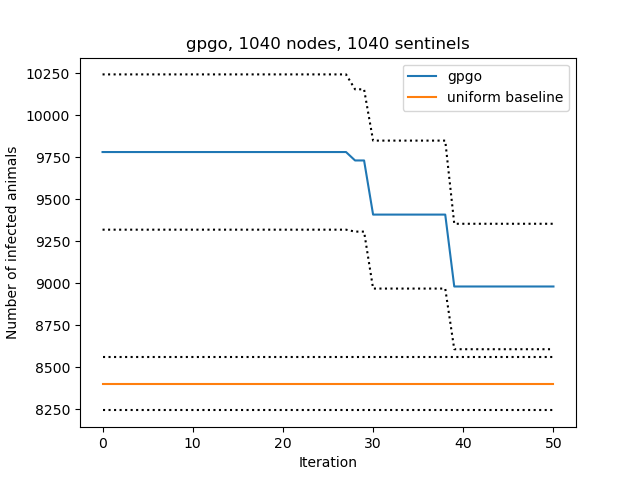 gpgo, 1040 nodes, 1040 sentinels
gpgo
uniform baseline
Number of infected animals
10250
10000
9750
9500
9250
9000
8750
8500
8250
0 10 20 30 40 50
Iteration